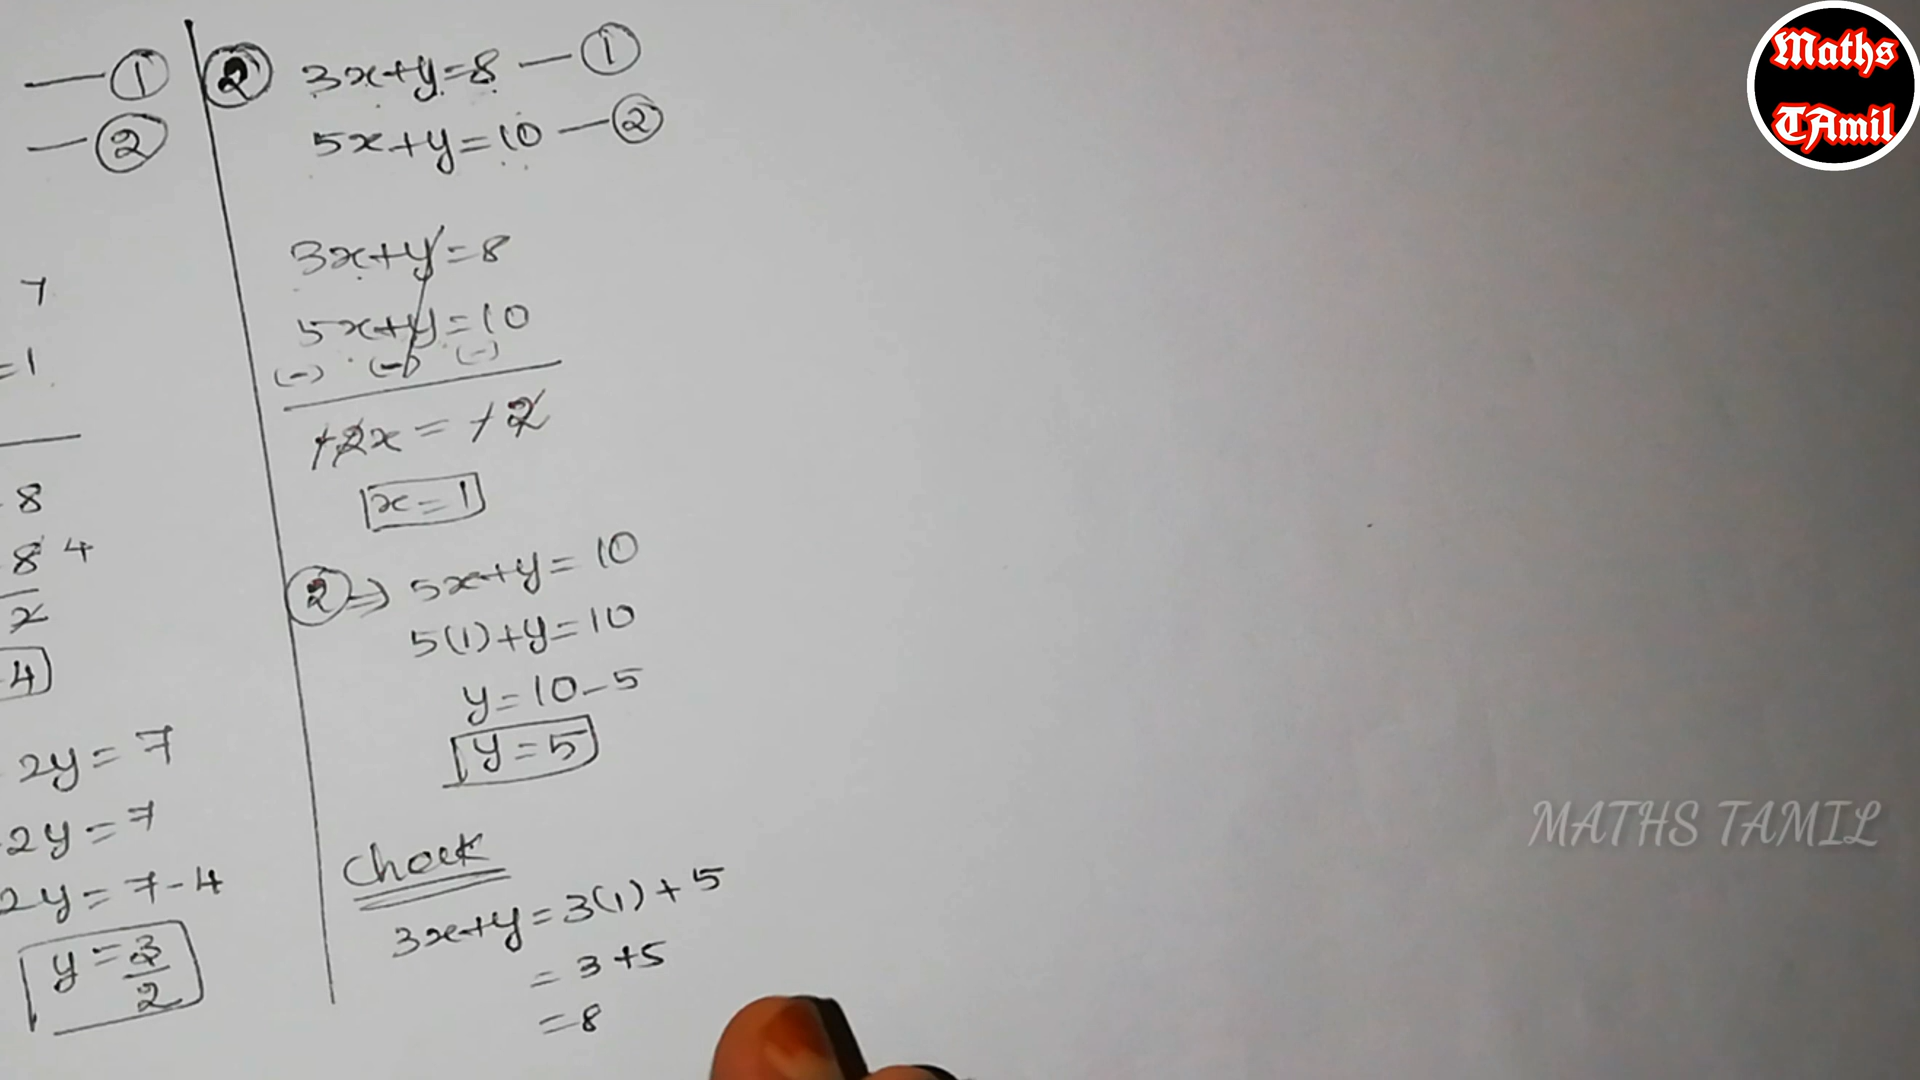 — ①
— ②
7
=1
8
8 4
2
4
2y = 7
2y = 7
2y = 7 - 4
y = 3/2
② 3x+y=8 — ①
5x+y=10 — ②
3x+y=8
5x+y=10
(-) (-) (-)
+2x = +2
x = 1
② ⇒ 5x+y = 10
5(1)+y = 10
y = 10-5
y = 5
Check
3x+y = 3(1)+5
= 3+5
= 8
Maths
TAmil
MATHS TAMIL